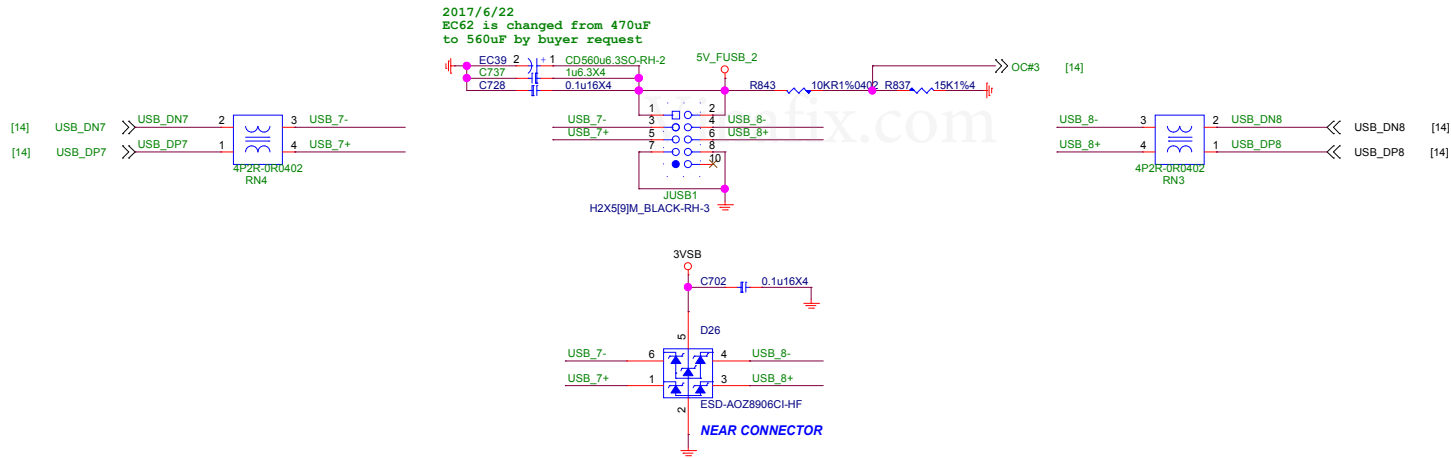 2017/6/22
EC62 is changed from 470uF
to 560uF by buyer request
EC39 2 + 1 CD560u6.3SO-RH-2
C737 1u6.3X4
C728 0.1u16X4
5V_FUSB_2
R843 10KR1%0402 R837 15K1%4
OC#3 [14]
1 2
USB_7- 3 4 USB_8-
USB_7+ 5 6 USB_8+
7 8
10
JUSB1
H2X5[9]M_BLACK-RH-3
[14] USB_DN7 USB_DN7 2 3 USB_7-
[14] USB_DP7 USB_DP7 1 4 USB_7+
4P2R-0R0402
RN4
USB_8- 3 2 USB_DN8 USB_DN8 [14]
USB_8+ 4 1 USB_DP8 USB_DP8 [14]
4P2R-0R0402
RN3
3VSB
C702 0.1u16X4
5 D26
USB_7- 6 4 USB_8-
USB_7+ 1 3 USB_8+
2 ESD-AOZ8906CI-HF
NEAR CONNECTOR